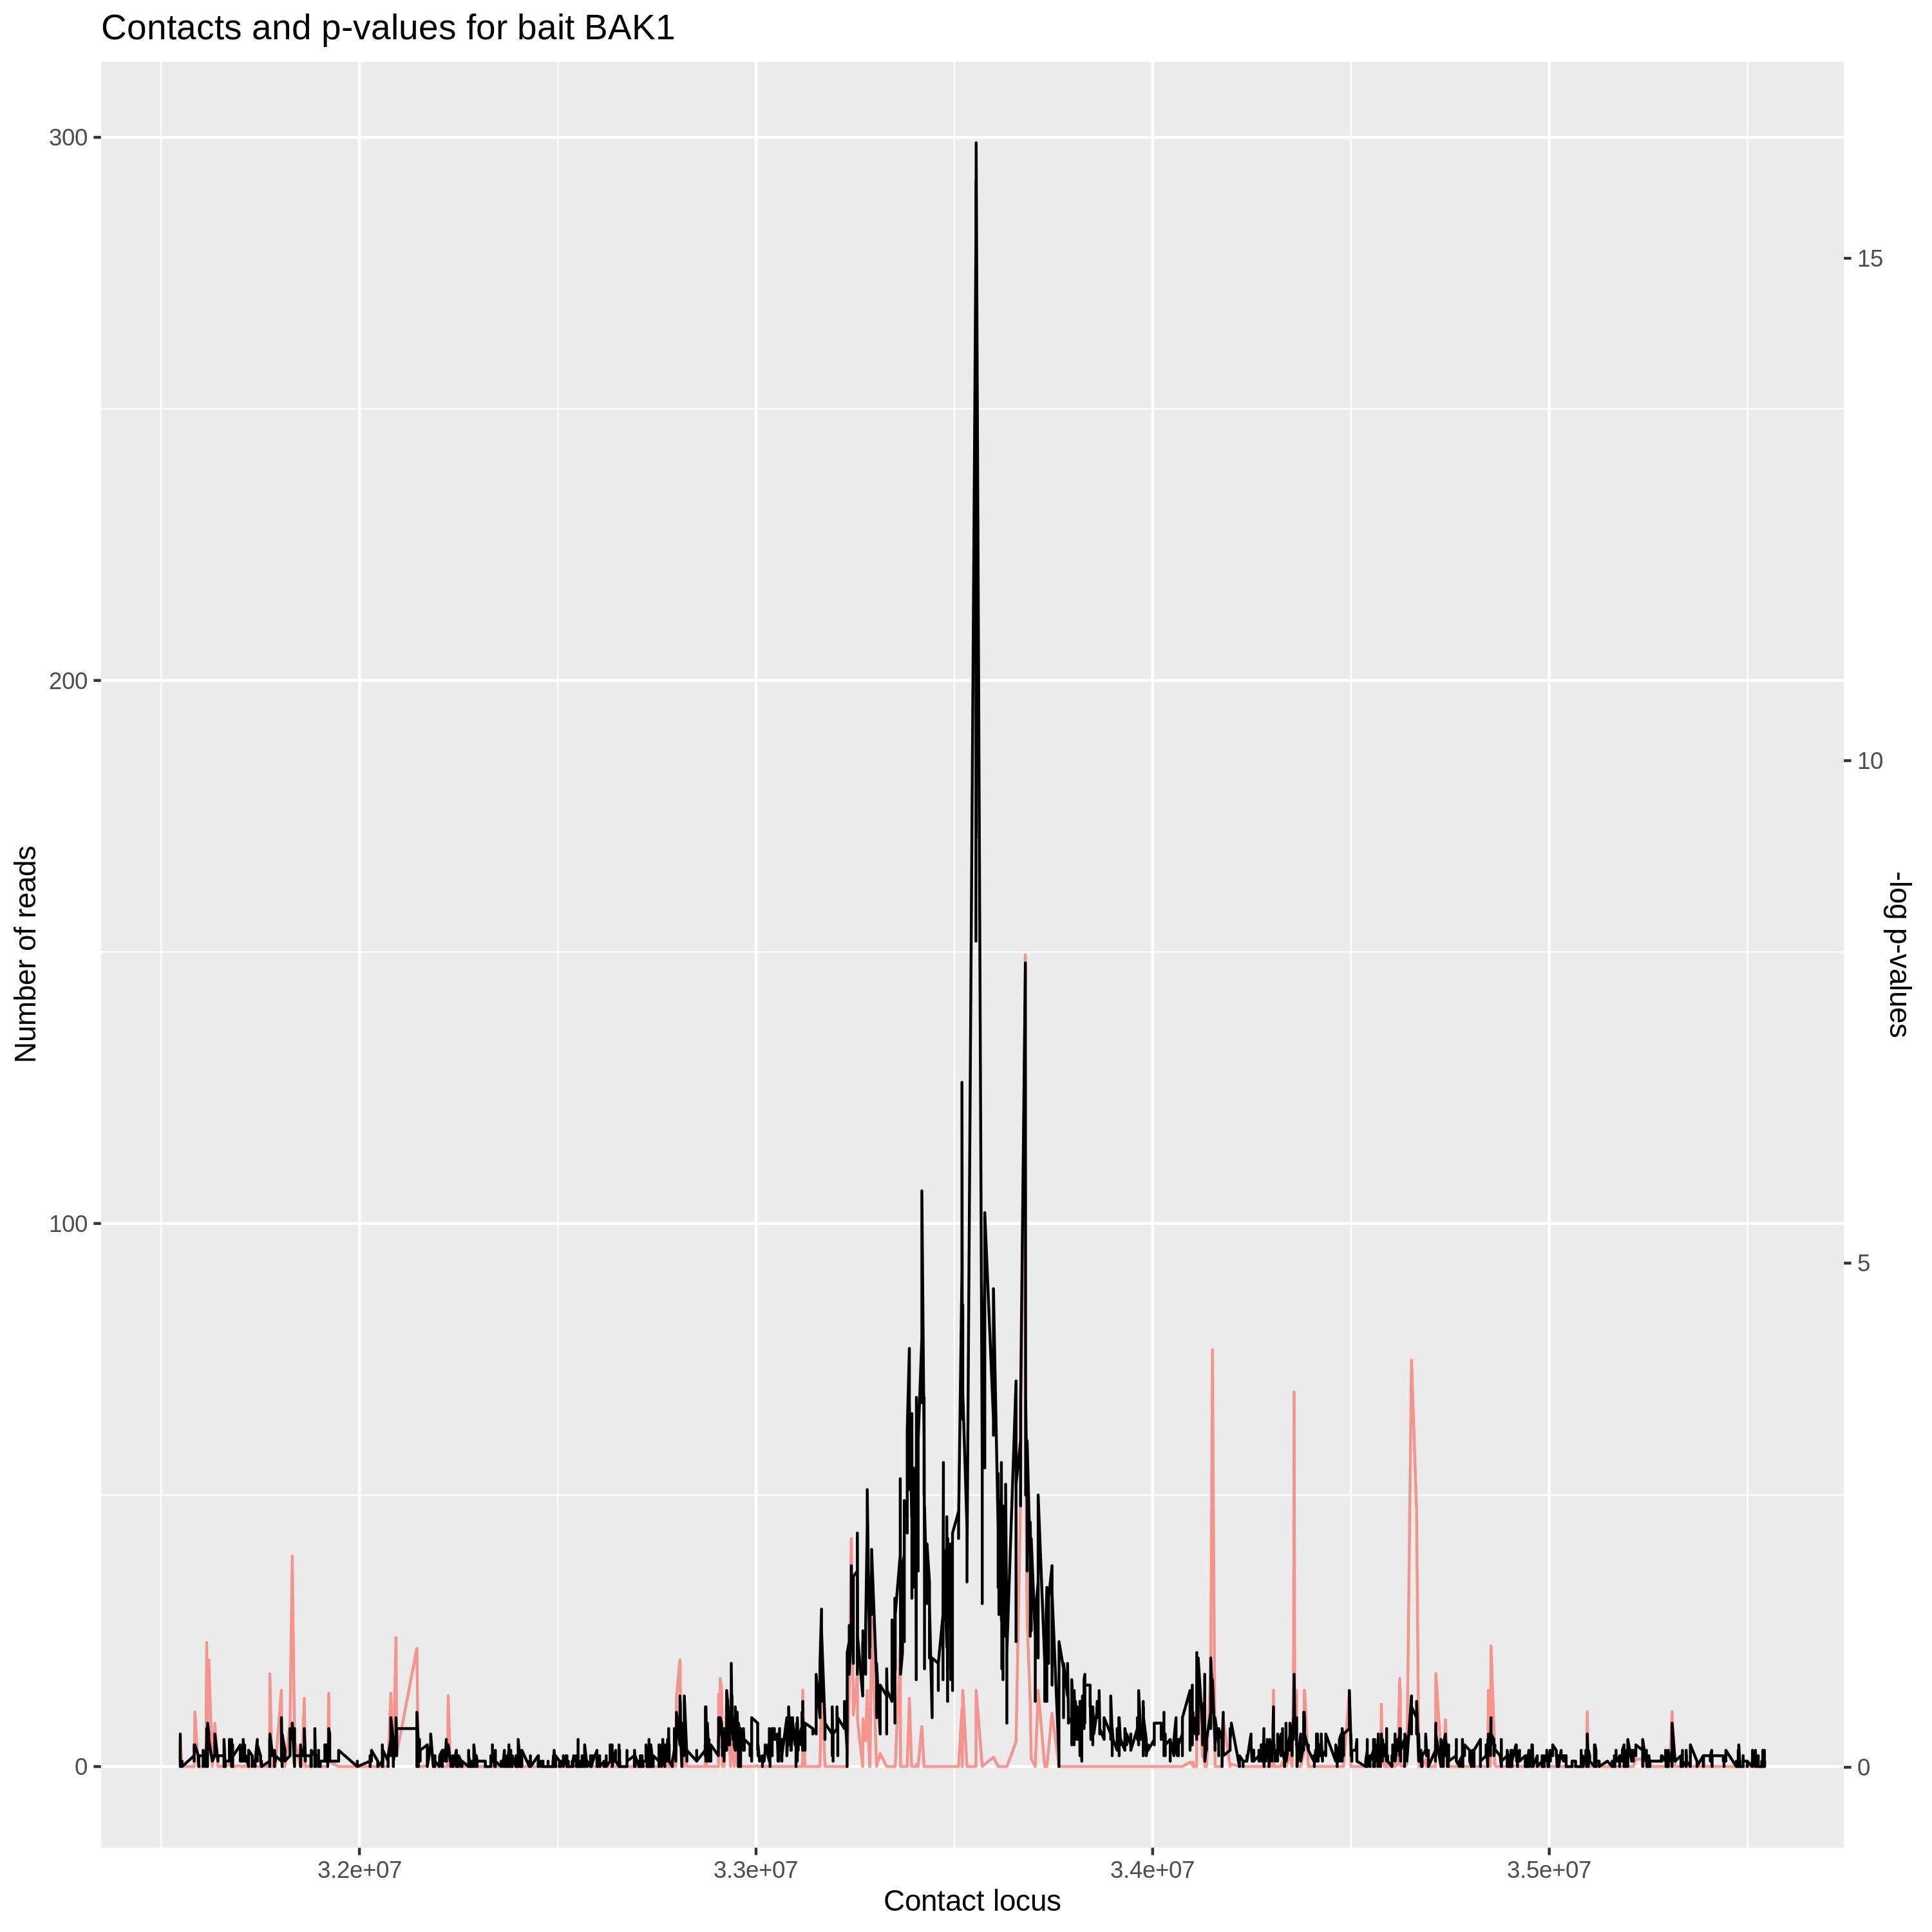 Contacts and p-values for bait BAK1
300
200
100
0
15
10
5
0
Number of reads
-log p-values
3.2e+07
3.3e+07
3.4e+07
3.5e+07
Contact locus